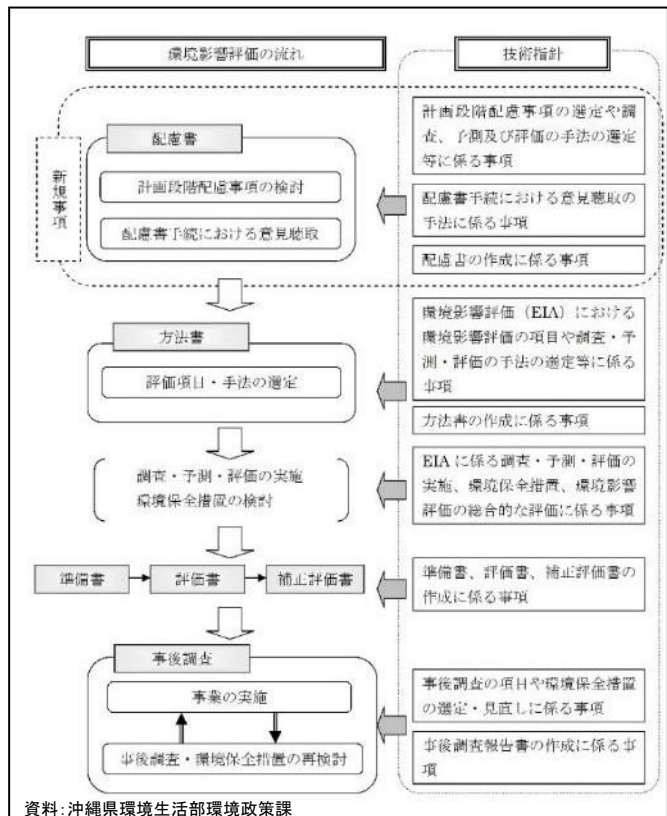 環境影響評価の流れ
技術指針
新規事項
配慮書
計画段階配慮事項の検討
配慮書手続における意見聴取
計画段階配慮事項の選定や調
査、予測及び評価の手法の選定
等に係る事項
配慮書手続における意見聴取の
手法に係る事項
配慮書の作成に係る事項
方法書
評価項目・手法の選定
環境影響評価（EIA）における
環境影響評価の項目や調査・予
測・評価の手法の選定等に係る
事項
方法書の作成に係る事項
調査・予測・評価の実施
環境保全措置の検討
EIAに係る調査・予測・評価の
実施、環境保全措置、環境影響
評価の総合的な評価に係る事項
準備書
評価書
補正評価書
準備書、評価書、補正評価書の
作成に係る事項
事後調査
事業の実施
事後調査・環境保全措置の再検討
事後調査の項目や環境保全措置
の選定・見直しに係る事項
事後調査報告書の作成に係る事
項
資料：沖縄県環境生活部環境政策課